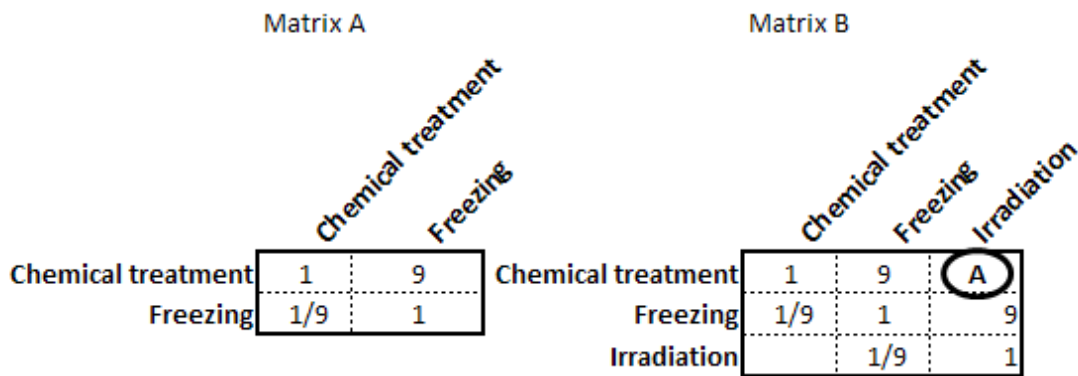 Matrix A
Matrix B
Chemical treatment
Freezing
Chemical treatment 1 9
Freezing 1/9 1
Chemical treatment
Freezing
Irradiation
Chemical treatment 1 9 A
Freezing 1/9 1 9
Irradiation 1/9 1